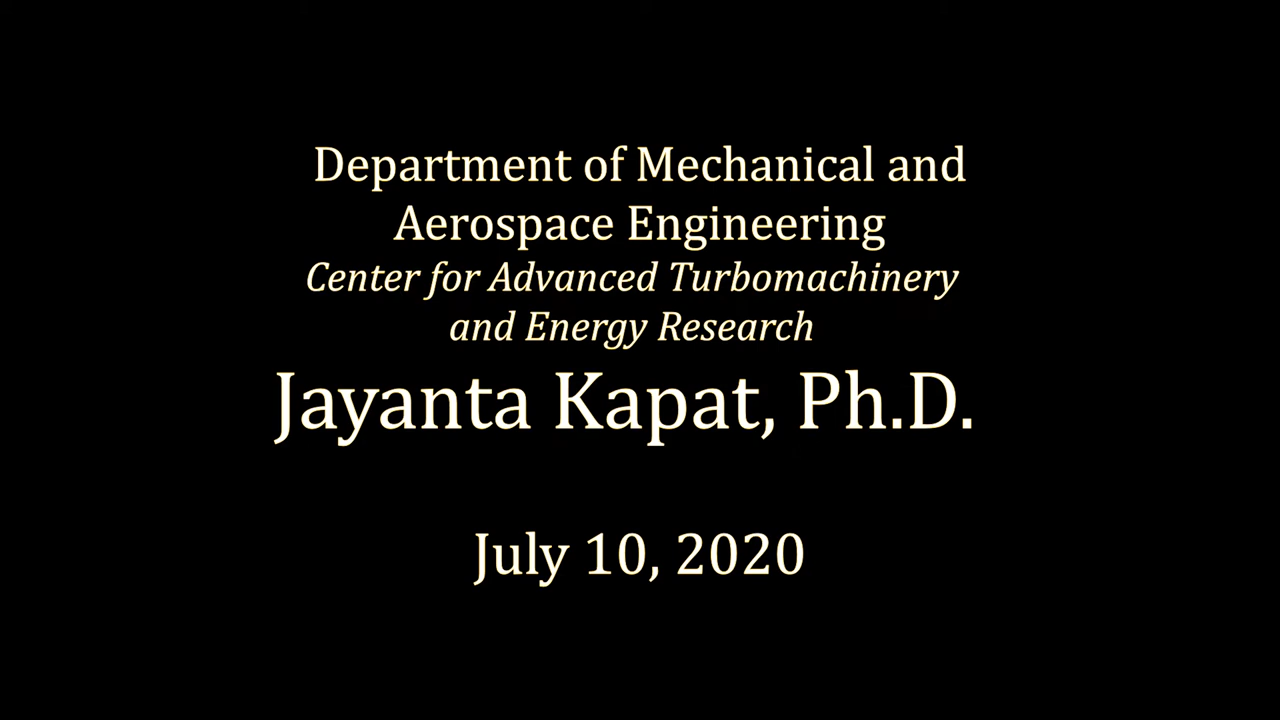 Department of Mechanical and
Aerospace Engineering
Center for Advanced Turbomachinery
and Energy Research
Jayanta Kapat, Ph.D.
July 10, 2020